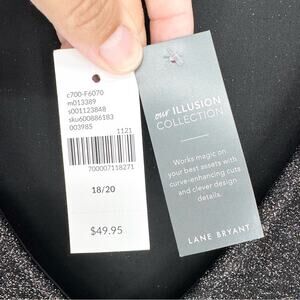 c700-F6070
m013389
s001123848
sku600886183
003985
1121
700007118271
18/20
$49.95
our ILLUSION
COLLECTION
Works magic on
your best assets with
curve-enhancing cuts
and clever design
details.
LANE BRYANT